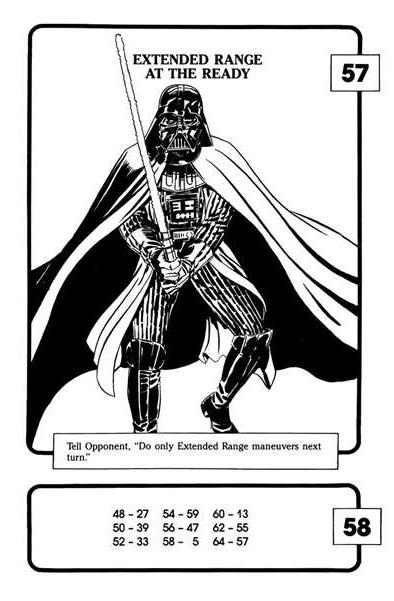 EXTENDED RANGE
AT THE READY
57
Tell Opponent, “Do only Extended Range maneuvers next
turn.”
48 - 27 54 - 59 60 - 13
50 - 39 56 - 47 62 - 55
52 - 33 58 - 5 64 - 57
58